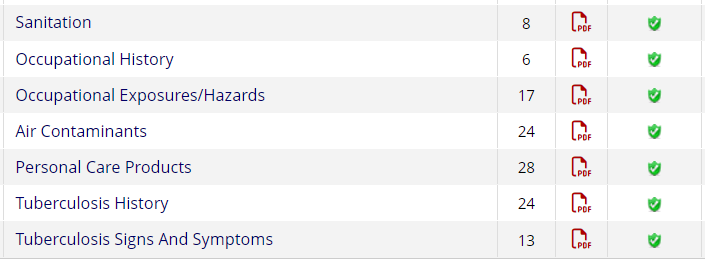 Sanitation 8 PDF
Occupational History 6 PDF
Occupational Exposures/Hazards 17 PDF
Air Contaminants 24 PDF
Personal Care Products 28 PDF
Tuberculosis History 24 PDF
Tuberculosis Signs And Symptoms 13 PDF